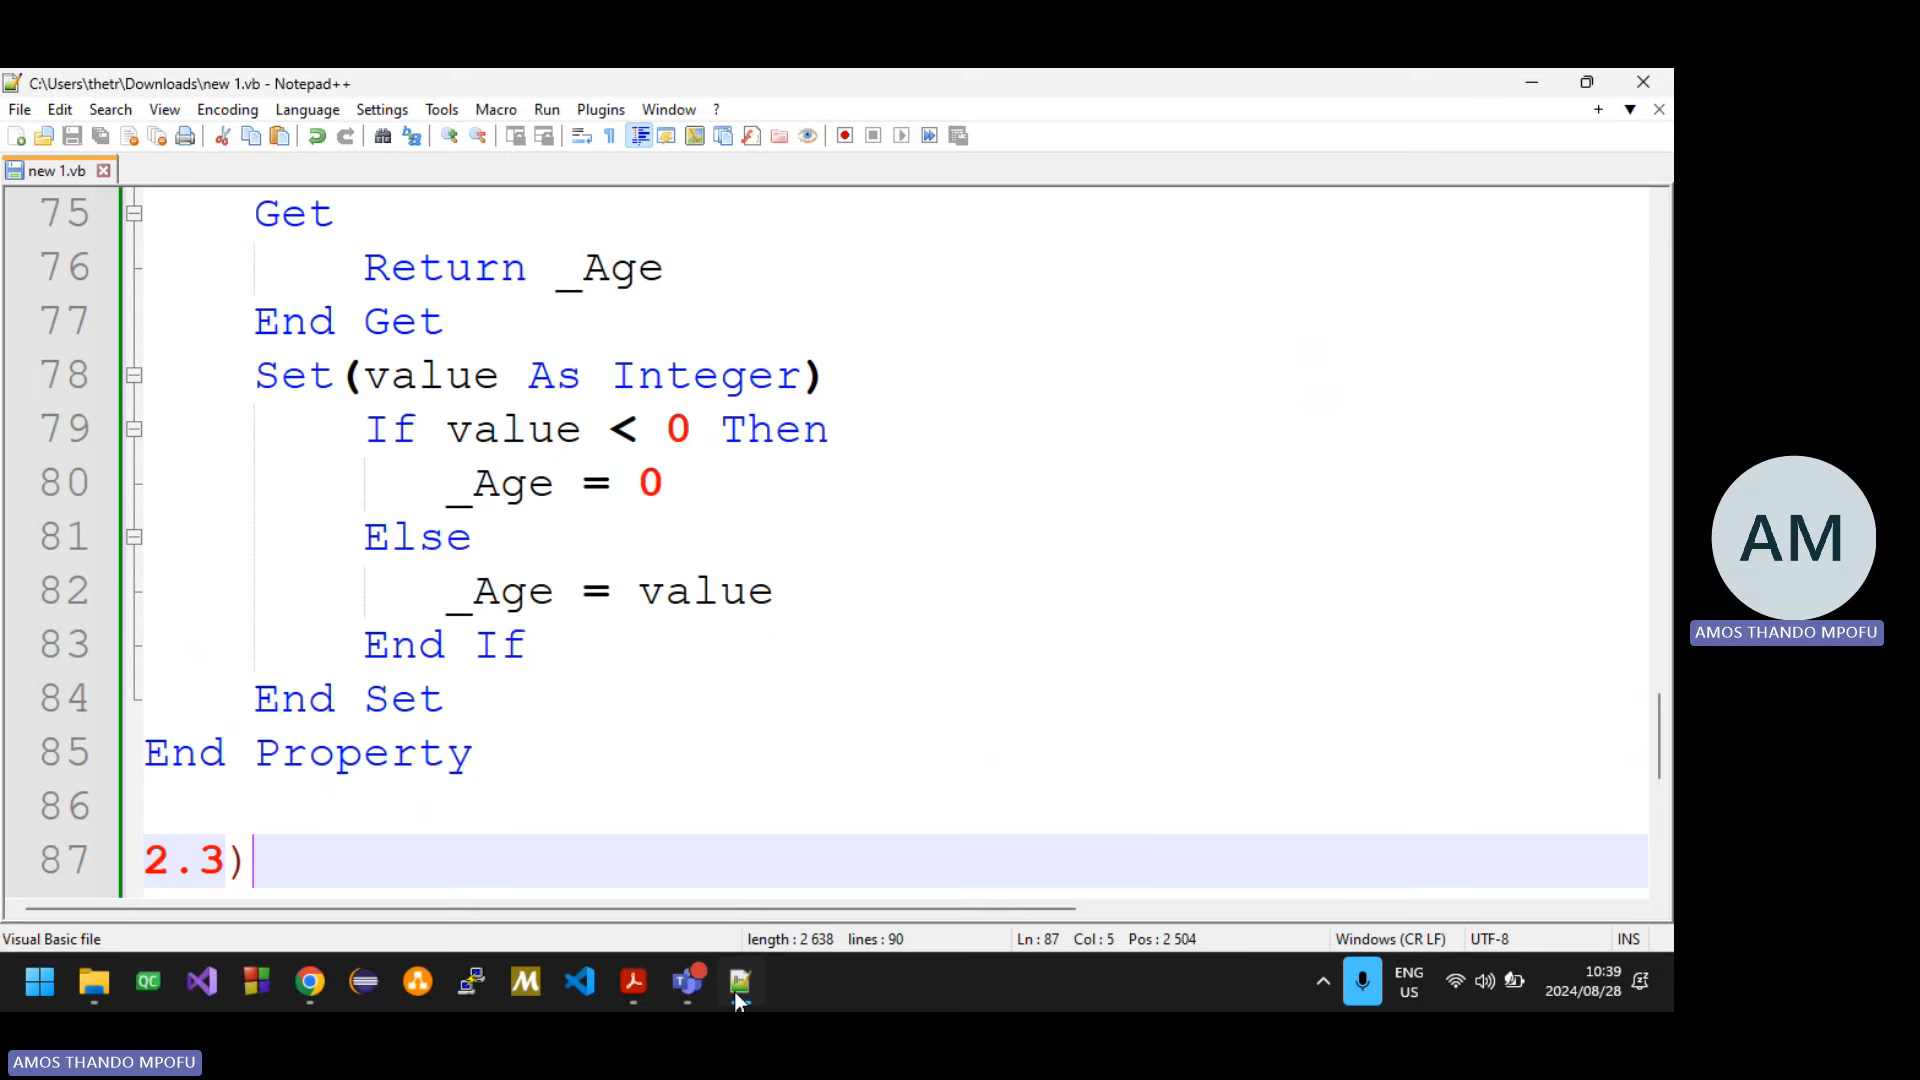 C:\Users\thetr\Downloads\new 1.vb - Notepad++
File Edit Search View Encoding Language Settings Tools Macro Run Plugins Window ?
new 1.vb
75 Get
76 Return _Age
77 End Get
78 Set(value As Integer)
79 If value < 0 Then
80 _Age = 0
81 Else
82 _Age = value
83 End If
84 End Set
85 End Property
86
87 2.3)
AM
AMOS THANDO MPOFU
Visual Basic file length : 2 638 lines : 90 Ln : 87 Col : 5 Pos : 2 504 Windows (CR LF) UTF-8 INS
QC
M
ENG
US
10:39
2024/08/28
AMOS THANDO MPOFU